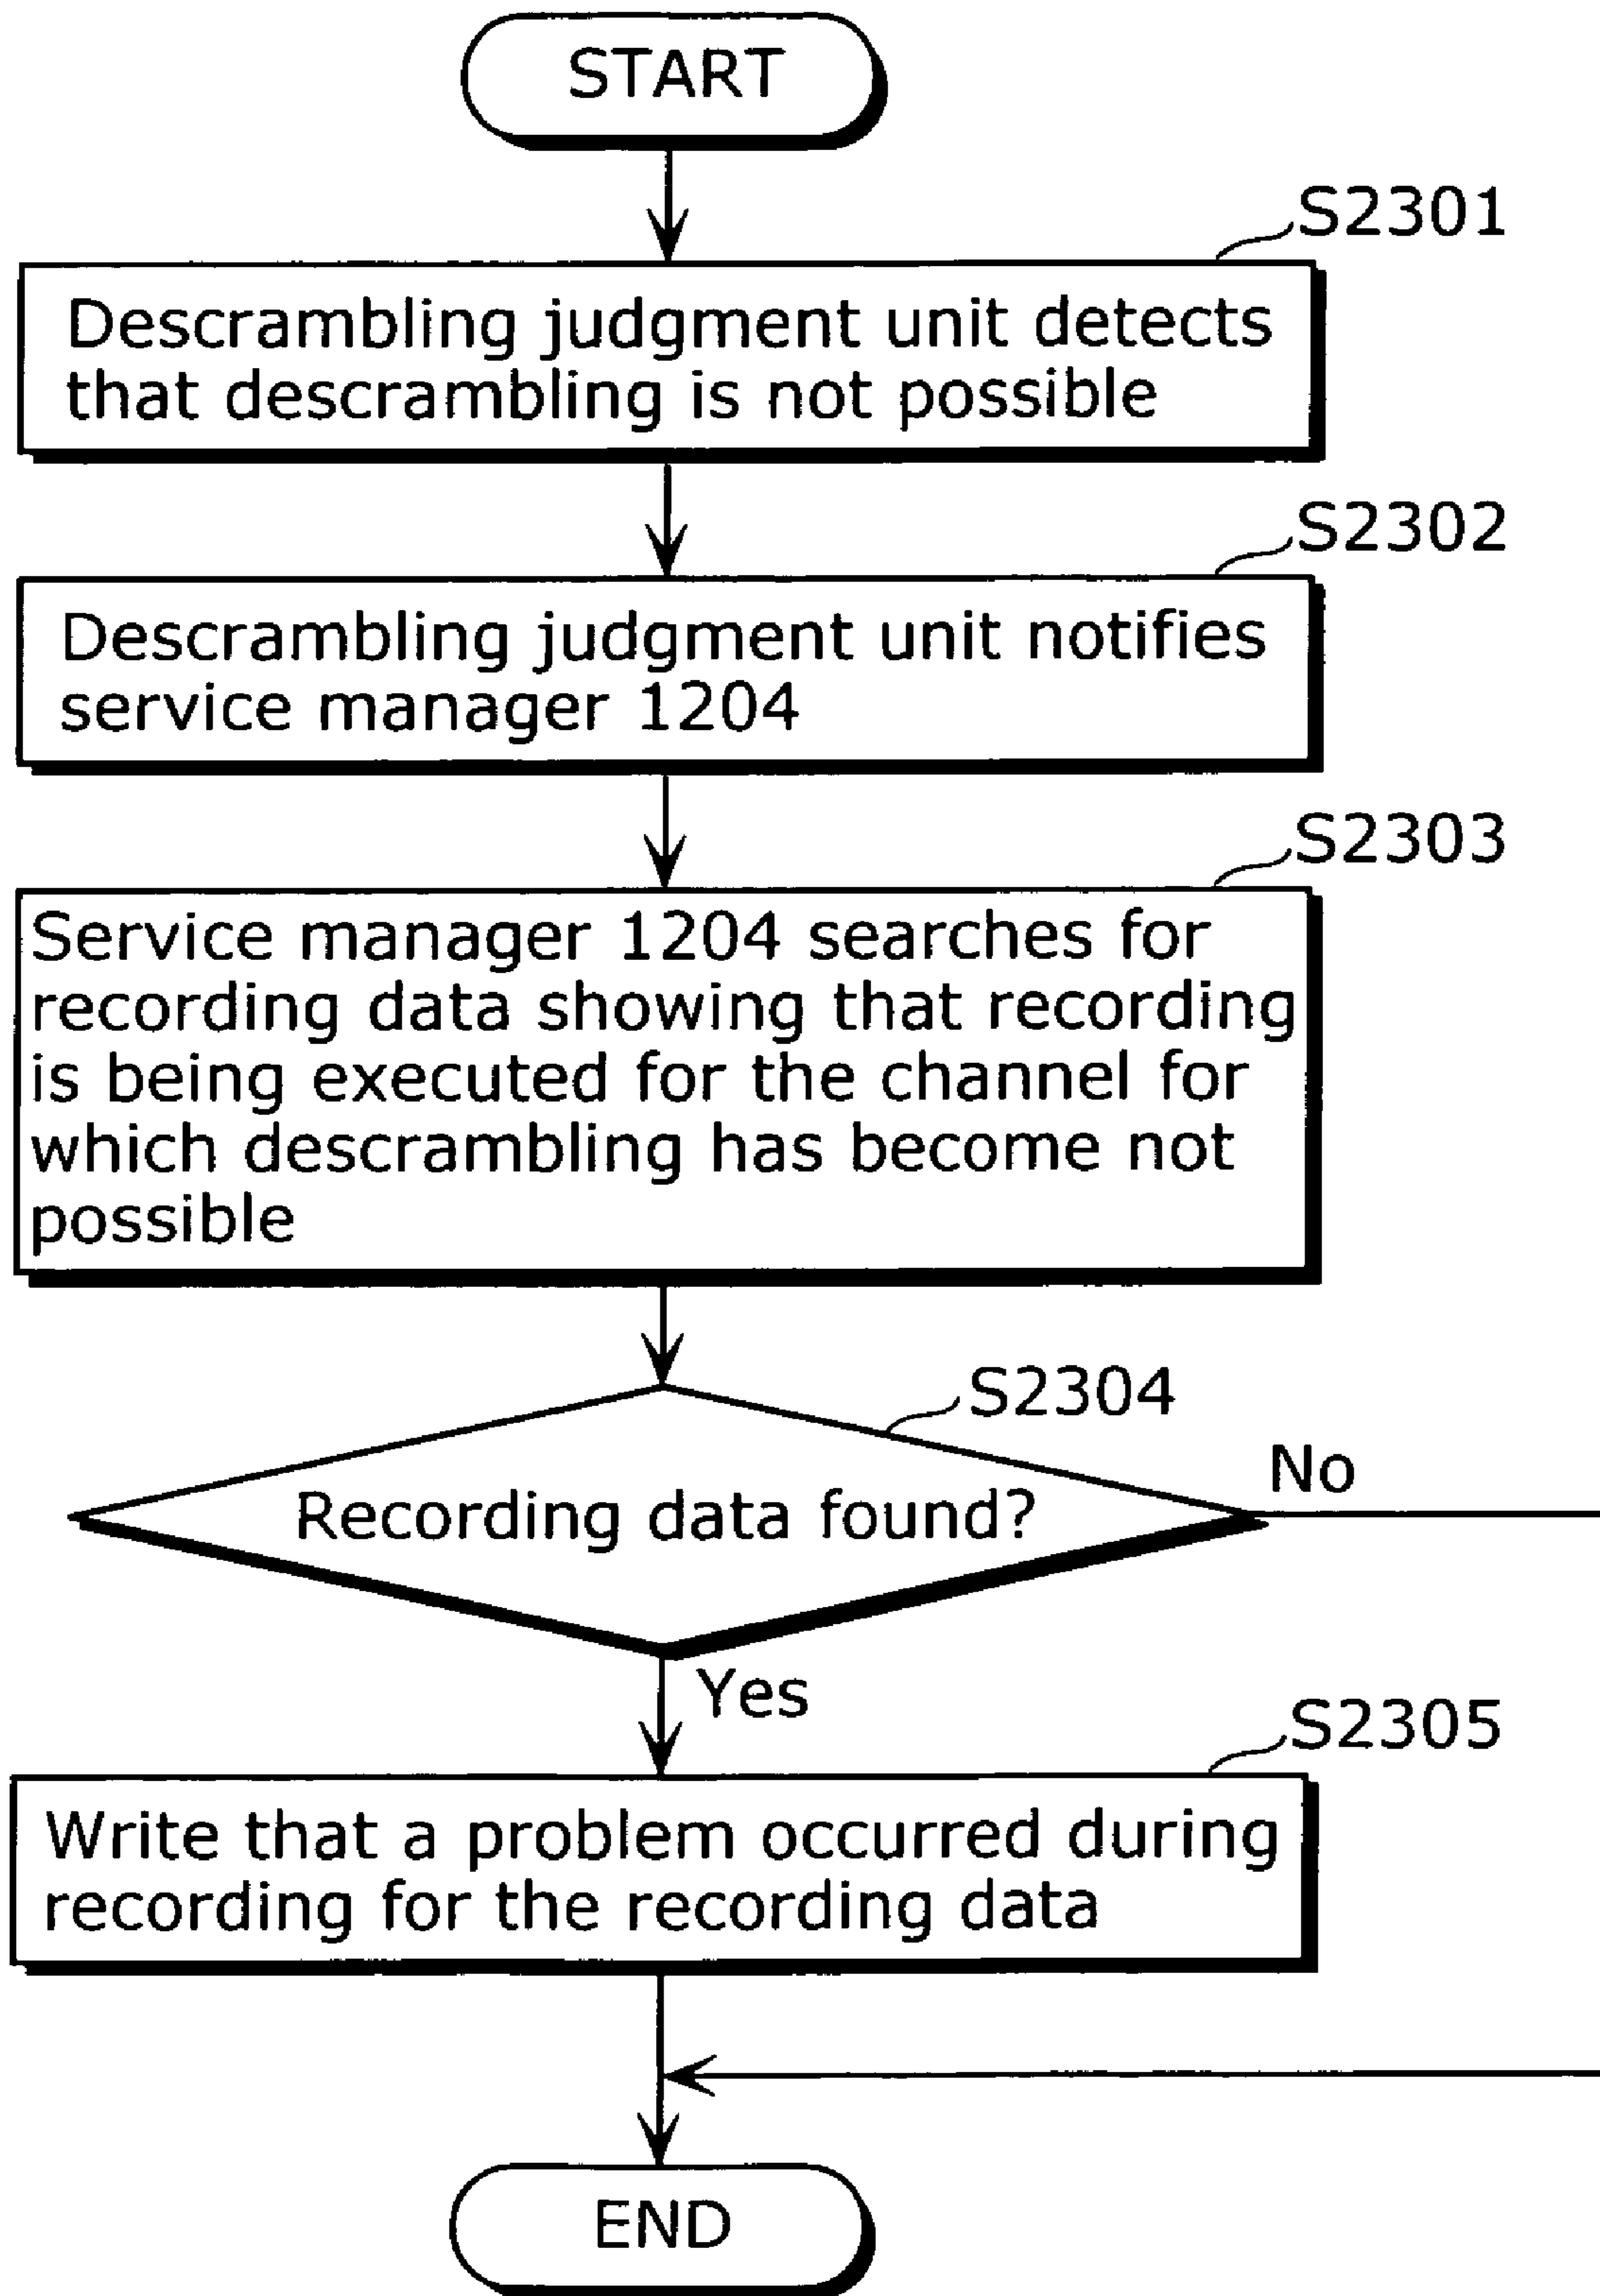 START
S2301
Descrambling judgment unit detects
that descrambling is not possible
S2302
Descrambling judgment unit notifies
service manager 1204
S2303
Service manager 1204 searches for
recording data showing that recording
is being executed for the channel for
which descrambling has become not
possible
S2304
No
Recording data found?
Yes
S2305
Write that a problem occurred during
recording for the recording data
END